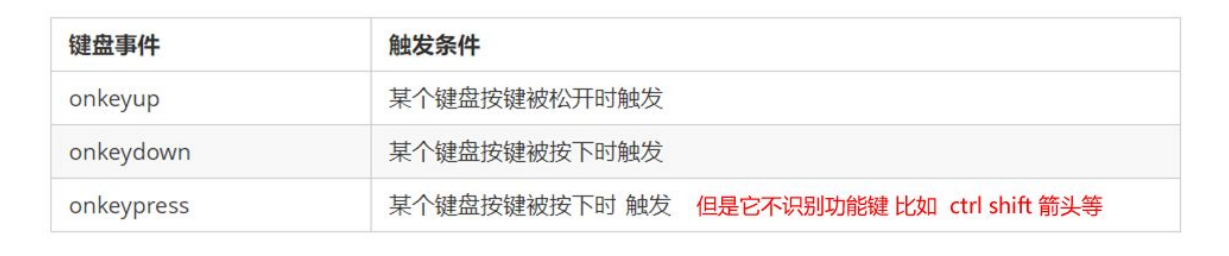 键盘事件 触发条件
onkeyup 某个键盘按键被松开时触发
onkeydown 某个键盘按键被按下时触发
onkeypress 某个键盘按键被按下时 触发 但是它不识别功能键 比如 ctrl shift 箭头等